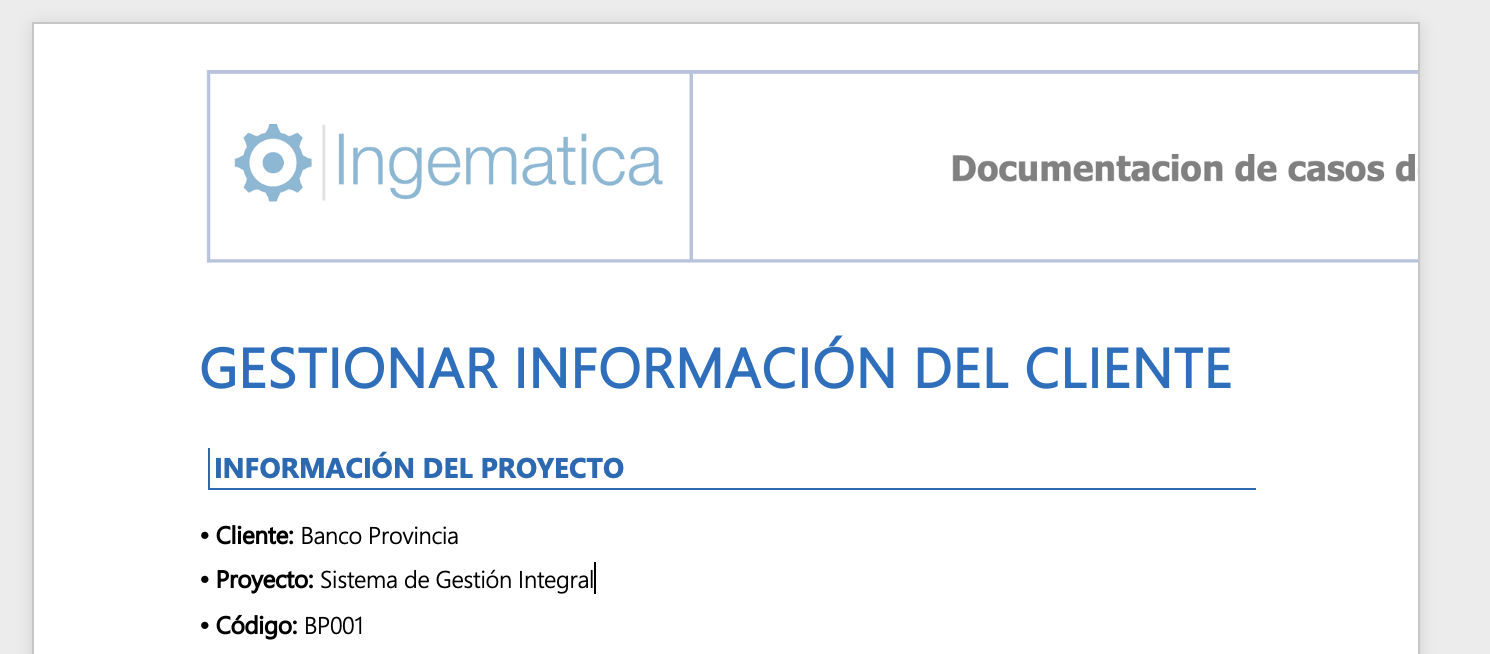 Ingematica
Documentacion de casos d
GESTIONAR INFORMACIÓN DEL CLIENTE
INFORMACIÓN DEL PROYECTO
• Cliente: Banco Provincia
• Proyecto: Sistema de Gestión Integral
• Código: BP001